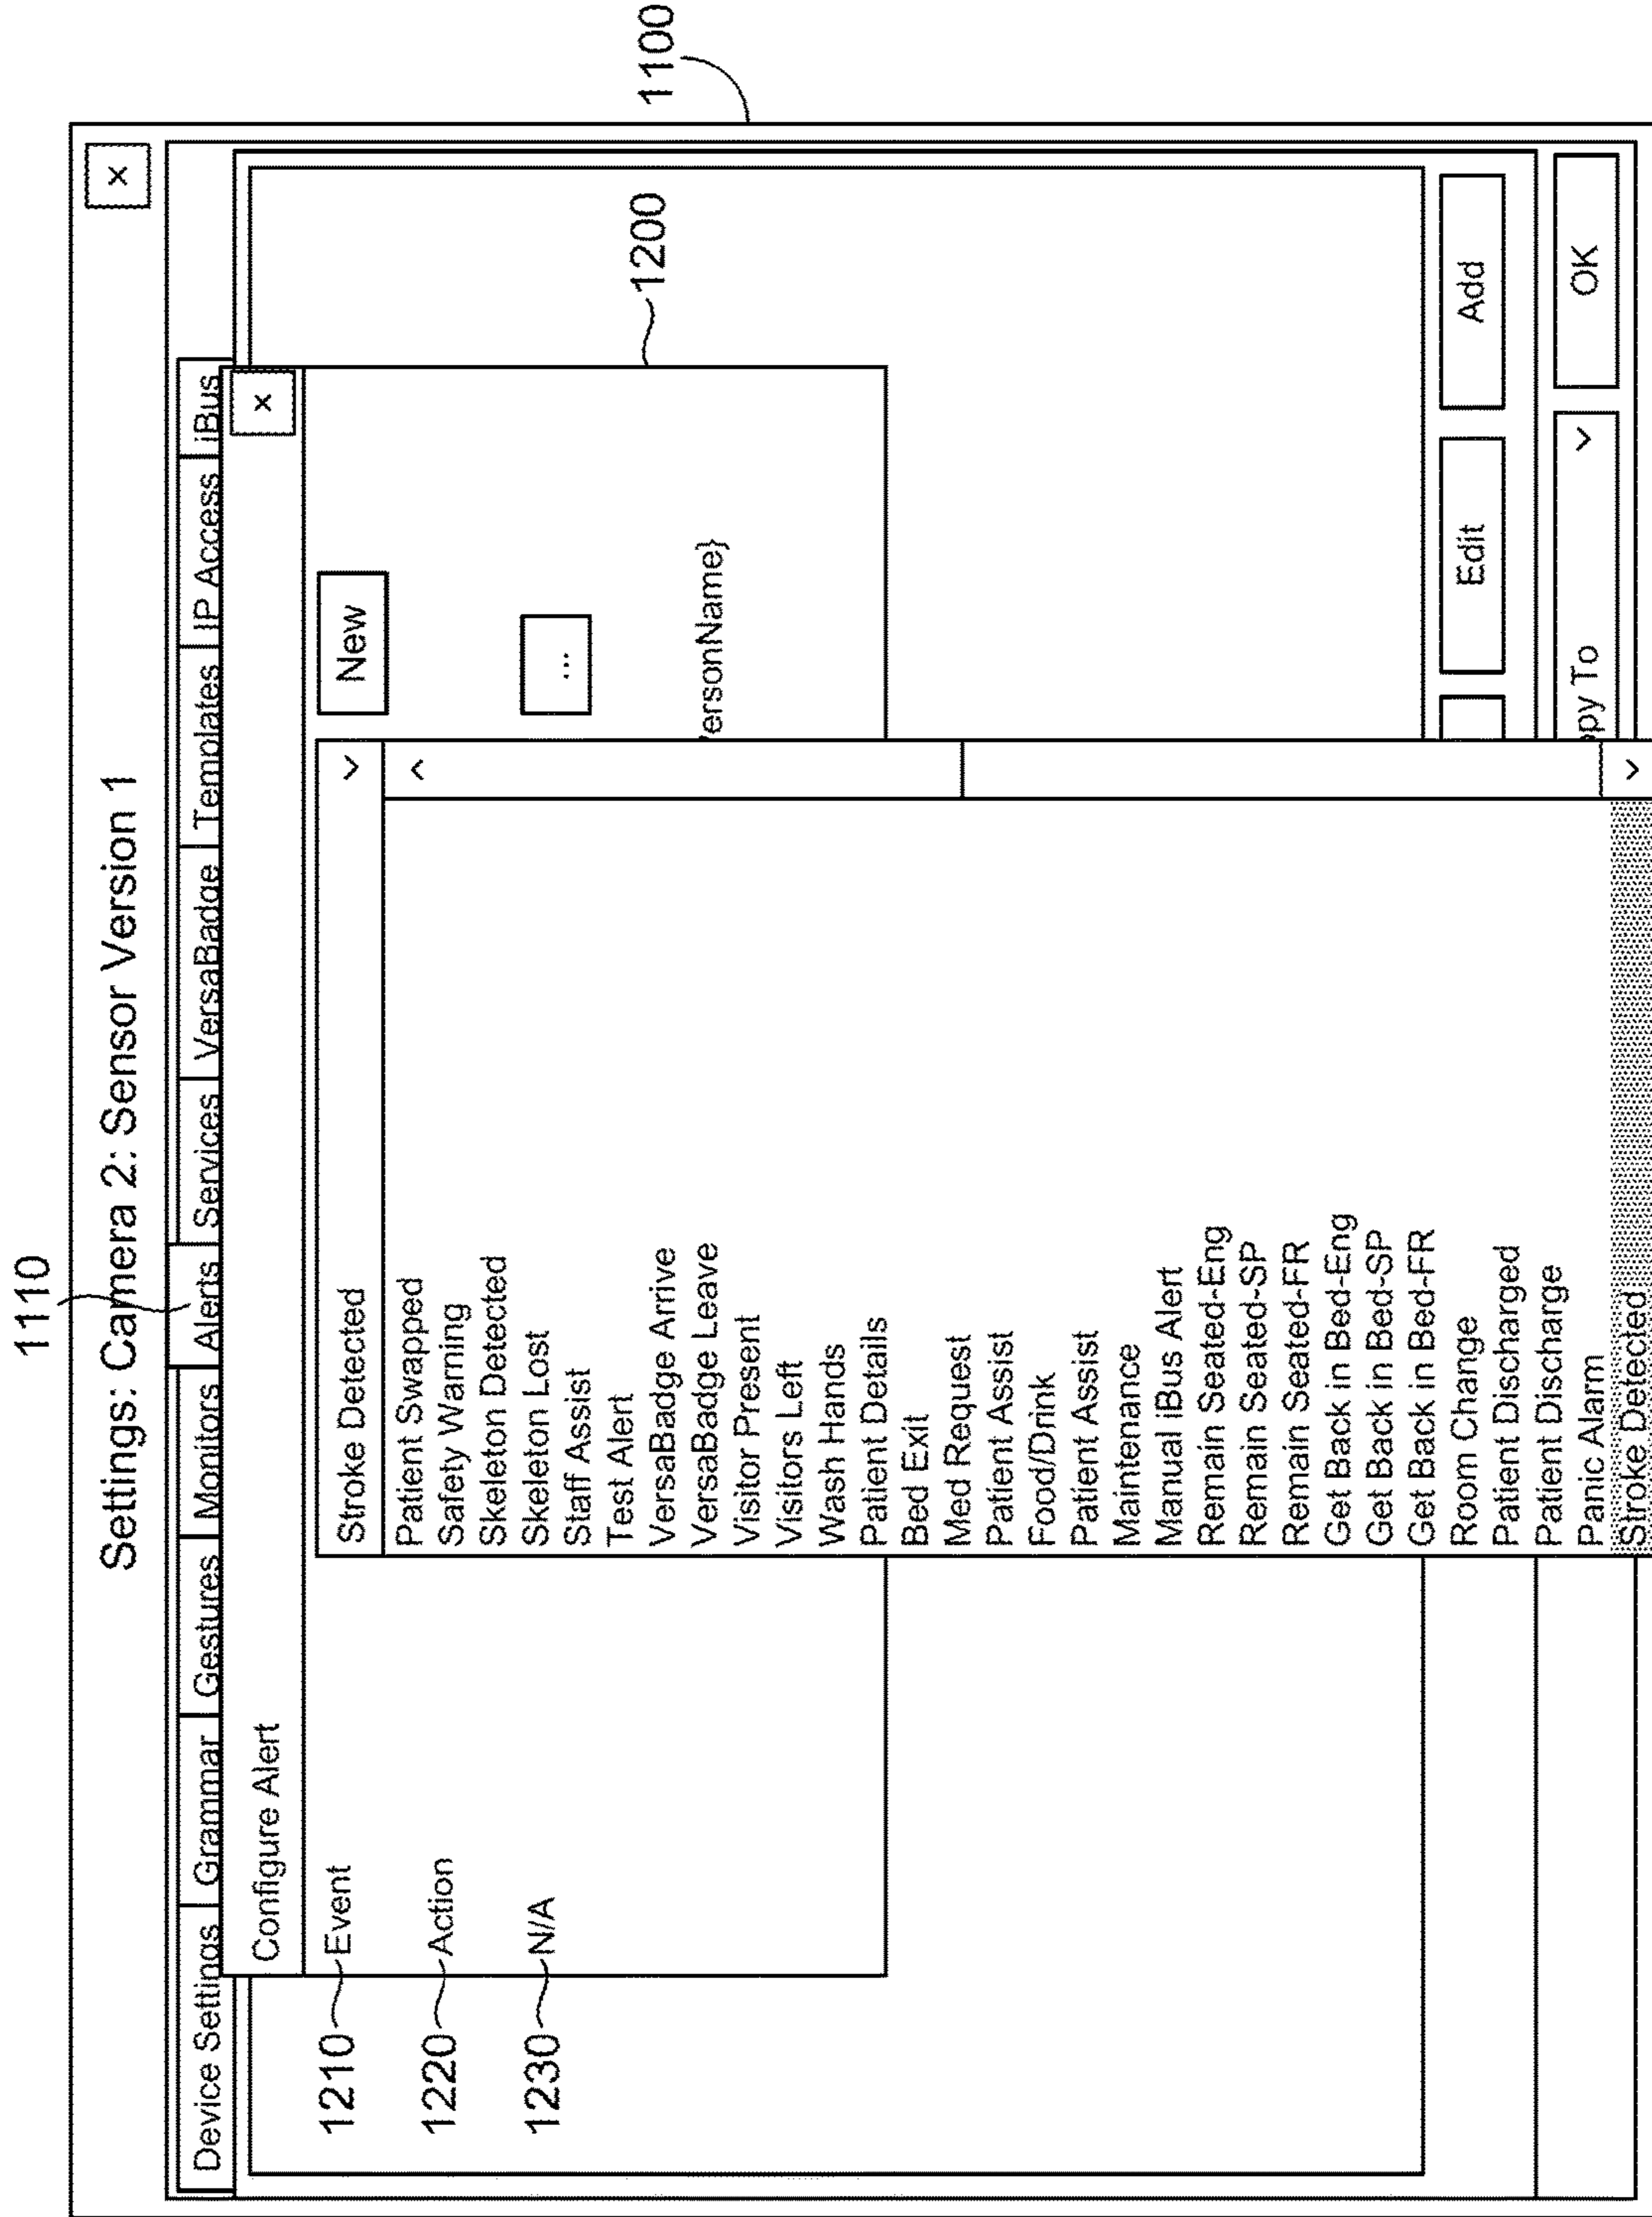 1110
Settings: Camera 2: Sensor Version 1
×
Device Settings Grammar Gestures Monitors Alerts Services VersaBadge Templates IP Access iBus
Configure Alert
×
1210 Event
Stroke Detected
New
1220 Action
1230 N/A
...
Patient Swapped
Safety Warning
Skeleton Detected
Skeleton Lost
Staff Assist
Test Alert
VersaBadge Arrive
VersaBadge Leave
Visitor Present
Visitors Left
Wash Hands
Patient Details
Bed Exit
Med Request
Patient Assist
Food/Drink
Patient Assist
Maintenance
Manual iBus Alert
Remain Seated-Eng
Remain Seated-SP
Remain Seated-FR
Get Back in Bed-Eng
Get Back in Bed-SP
Get Back in Bed-FR
Room Change
Patient Discharged
Patient Discharge
Panic Alarm
Stroke Detected
ersonName}
1200
1100
Edit
Add
py To
OK